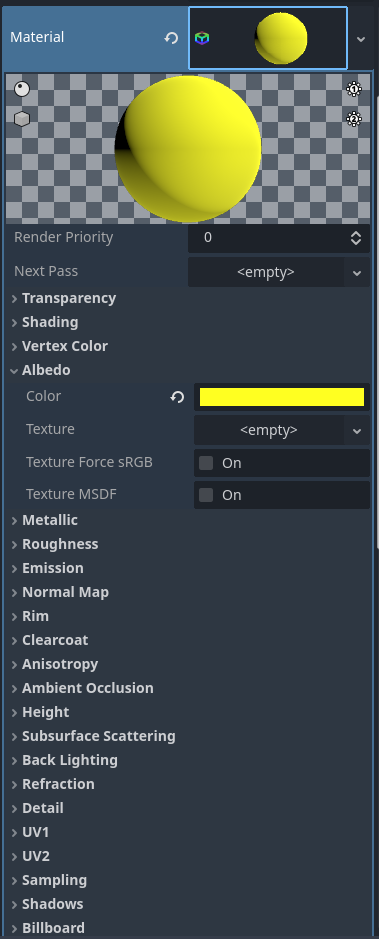 Material
Render Priority 0
Next Pass <empty>
Transparency
Shading
Vertex Color
Albedo
Color
Texture <empty>
Texture Force sRGB On
Texture MSDF On
Metallic
Roughness
Emission
Normal Map
Rim
Clearcoat
Anisotropy
Ambient Occlusion
Height
Subsurface Scattering
Back Lighting
Refraction
Detail
UV1
UV2
Sampling
Shadows
Billboard